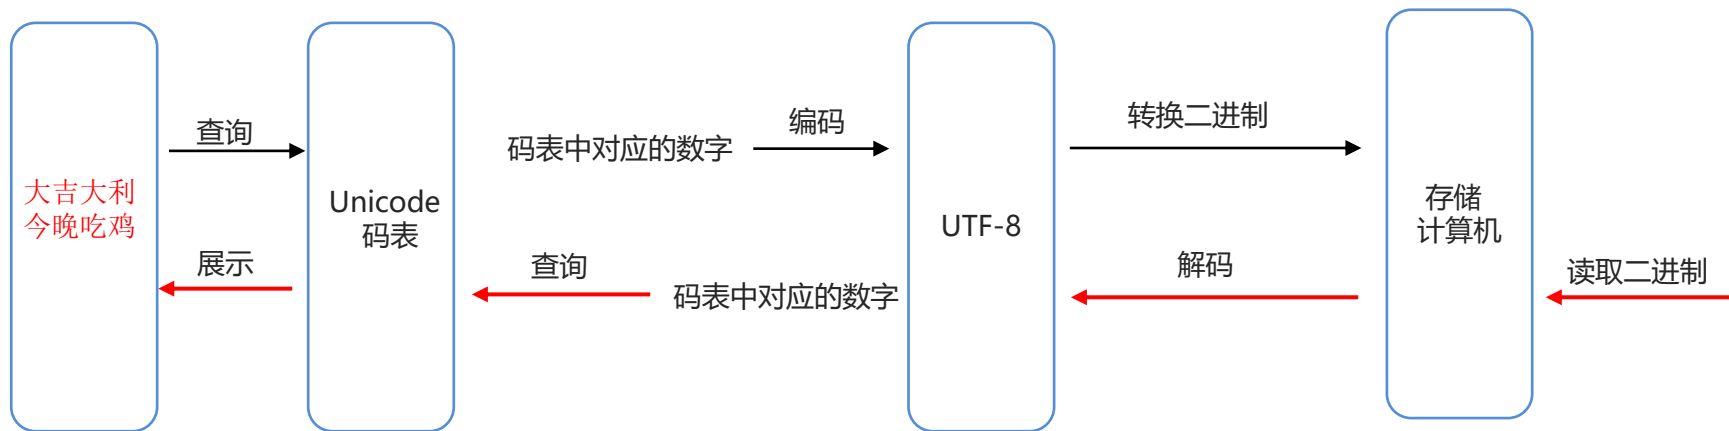 查询
编码
转换二进制
码表中对应的数字
大吉大利
今晚吃鸡
Unicode
码表
UTF-8
存储
计算机
展示
查询
码表中对应的数字
解码
读取二进制